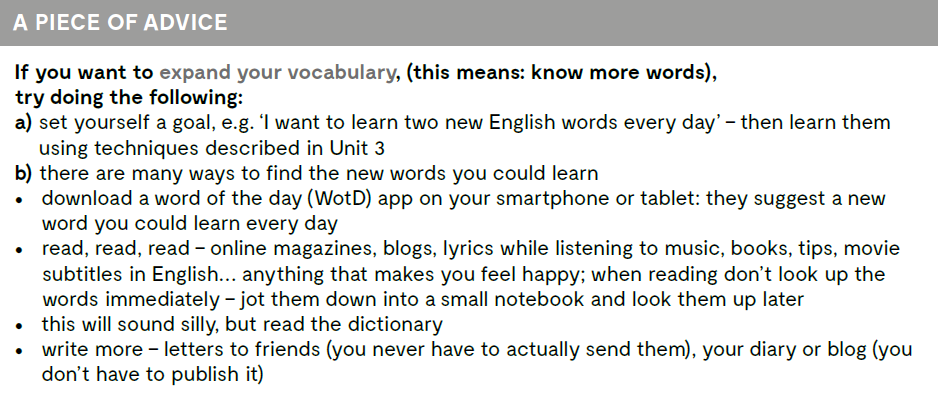 A PIECE OF ADVICE
If you want to expand your vocabulary, (this means: know more words),
try doing the following:
a) set yourself a goal, e.g. ‘I want to learn two new English words every day’ – then learn them
using techniques described in Unit 3
b) there are many ways to find the new words you could learn
• download a word of the day (WotD) app on your smartphone or tablet: they suggest a new
word you could learn every day
• read, read, read – online magazines, blogs, lyrics while listening to music, books, tips, movie
subtitles in English... anything that makes you feel happy; when reading don’t look up the
words immediately – jot them down into a small notebook and look them up later
• this will sound silly, but read the dictionary
• write more – letters to friends (you never have to actually send them), your diary or blog (you
don’t have to publish it)